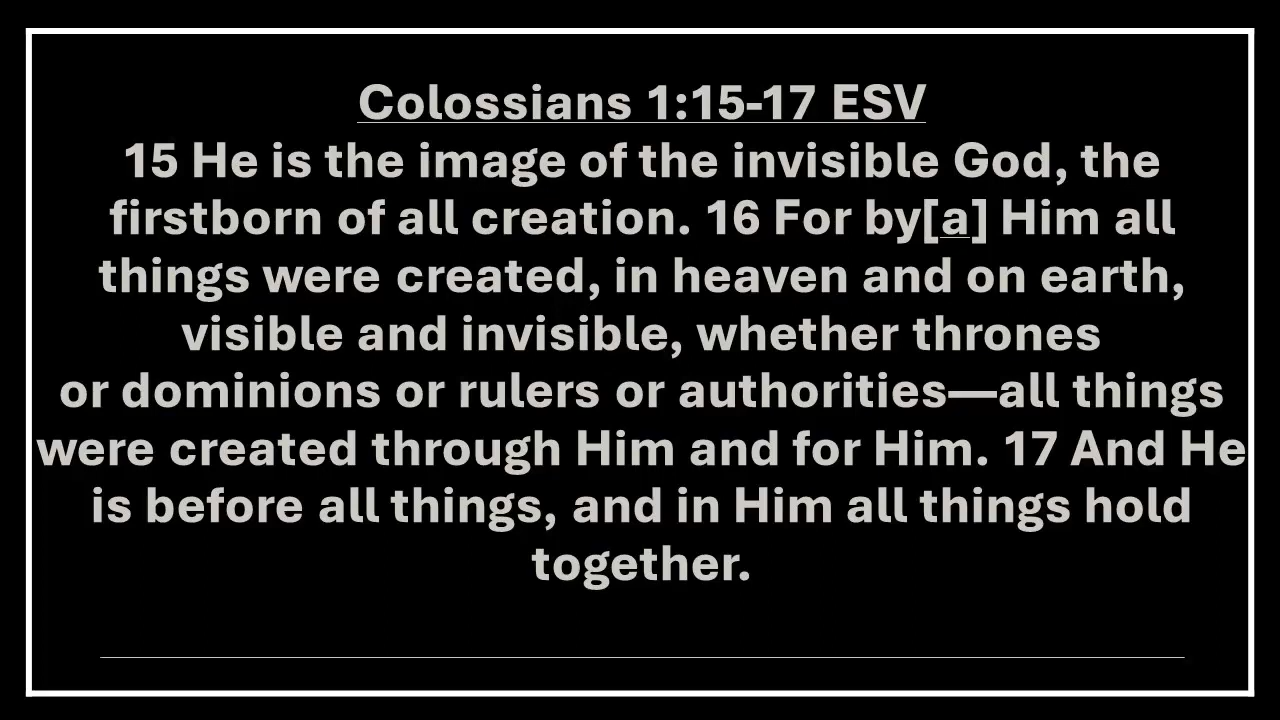 Colossians 1:15-17 ESV
15 He is the image of the invisible God, the
firstborn of all creation. 16 For by[a] Him all
things were created, in heaven and on earth,
visible and invisible, whether thrones
or dominions or rulers or authorities—all things
were created through Him and for Him. 17 And He
is before all things, and in Him all things hold
together.